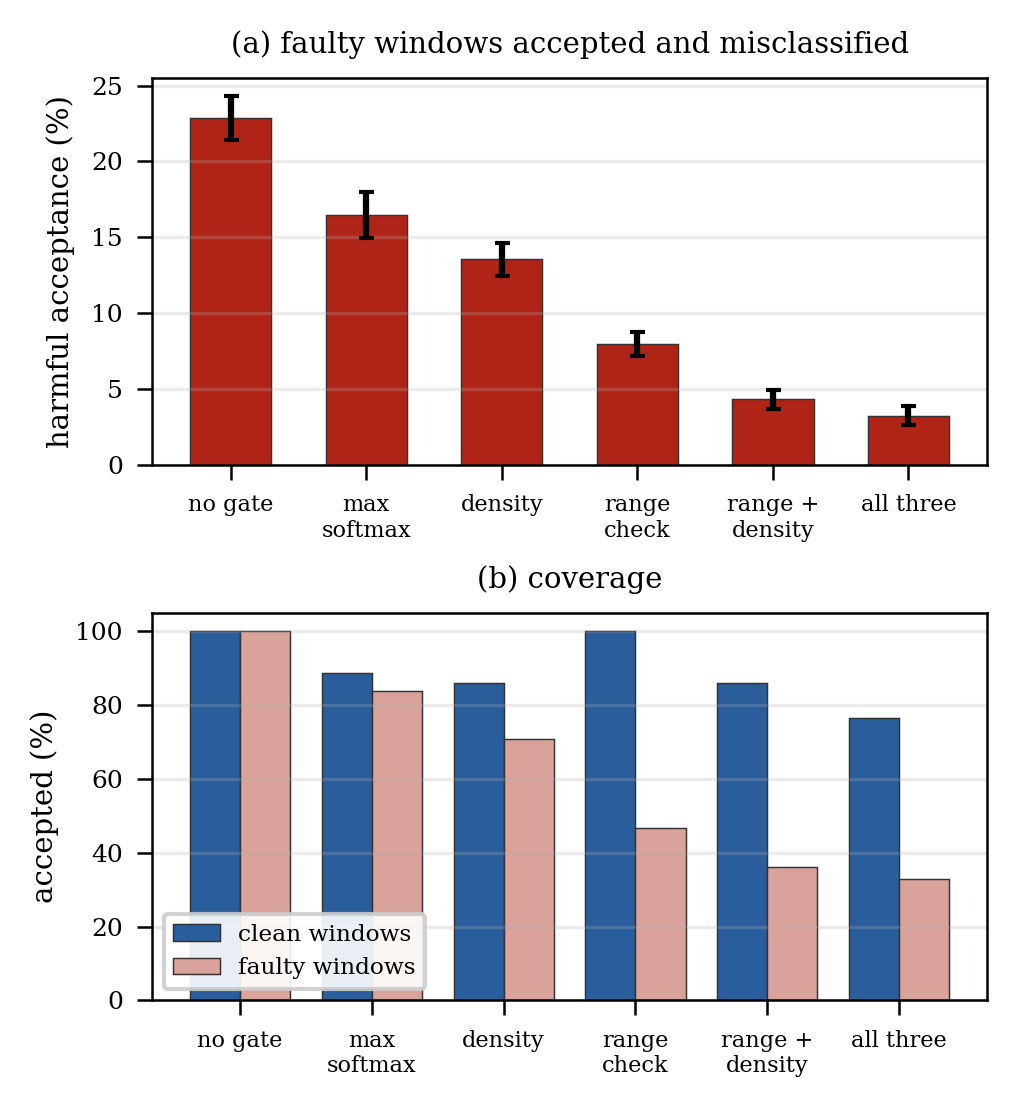 (a) faulty windows accepted and misclassified
harmful acceptance (%)
25
20
15
10
5
0
no gate
max
softmax
density
range
check
range +
density
all three
(b) coverage
accepted (%)
100
80
60
40
20
0
clean windows
faulty windows
no gate
max
softmax
density
range
check
range +
density
all three